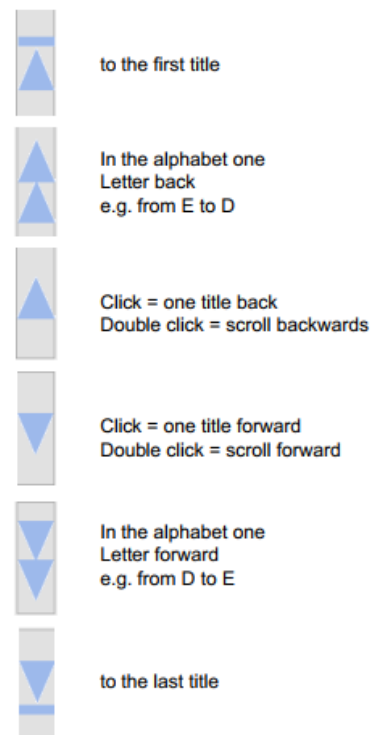 to the first title
In the alphabet one
Letter back
e.g. from E to D
Click = one title back
Double click = scroll backwards
Click = one title forward
Double click = scroll forward
In the alphabet one
Letter forward
e.g. from D to E
to the last title